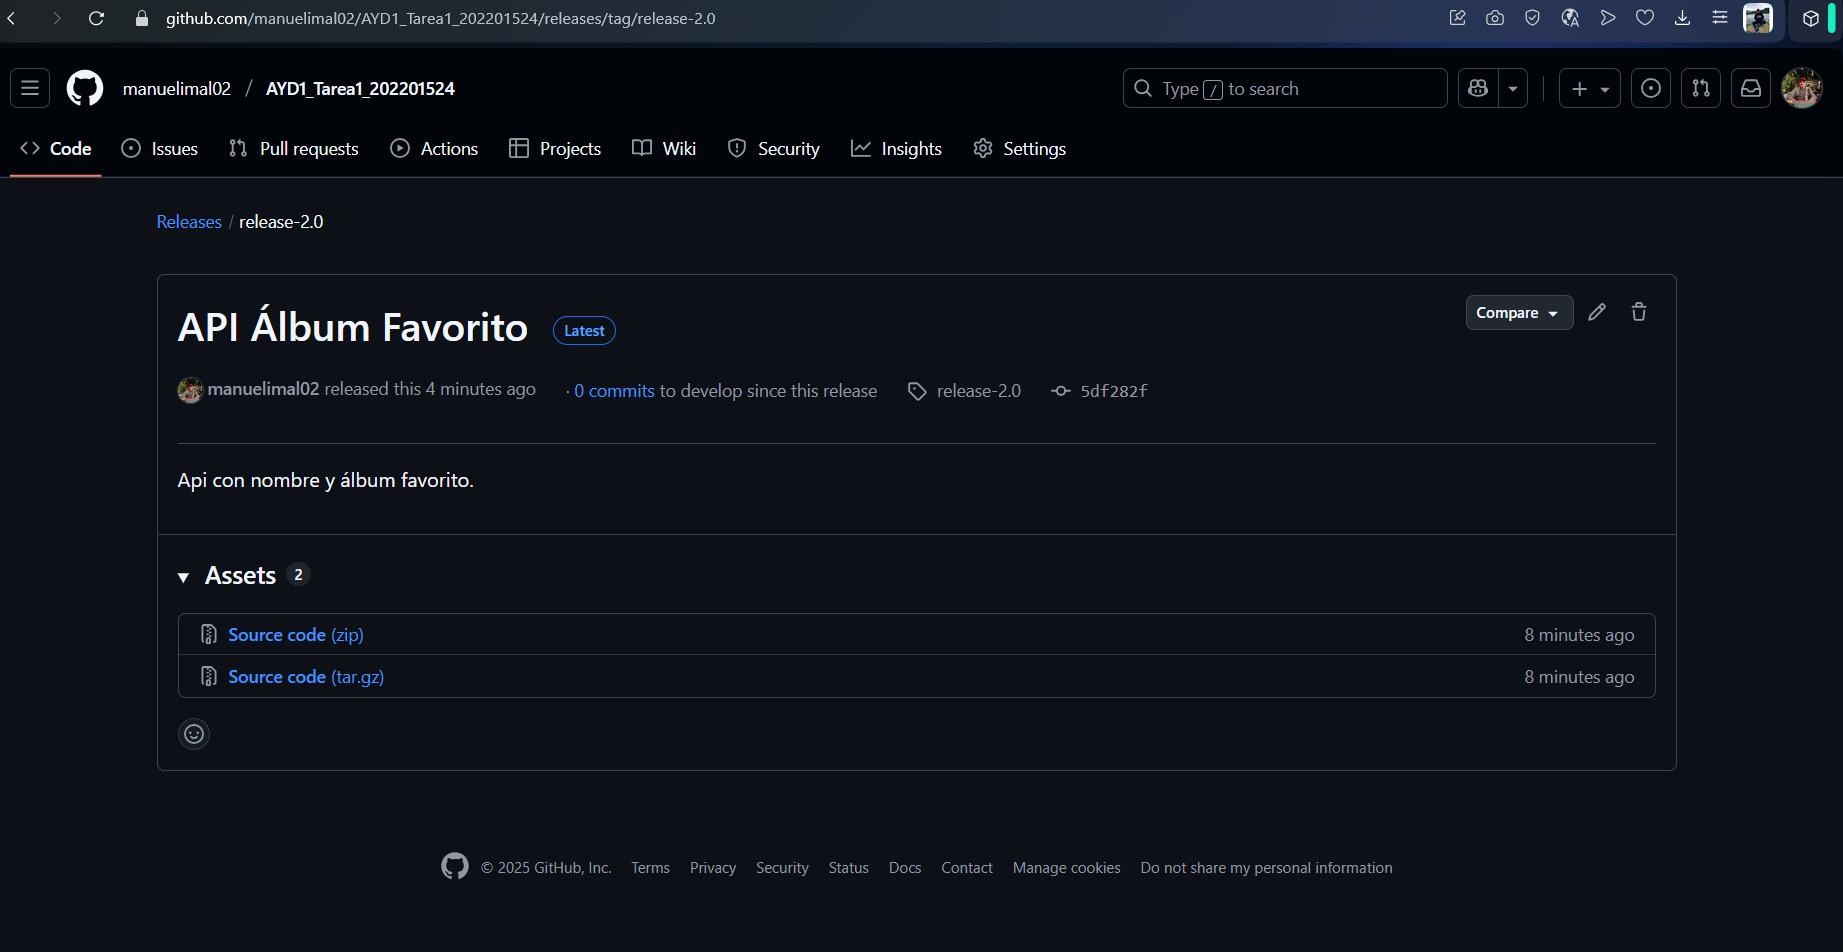 github.com/manuelimal02/AYD1_Tarea1_202201524/releases/tag/release-2.0
manuelimal02 / AYD1_Tarea1_202201524
Type / to search
Code Issues Pull requests Actions Projects Wiki Security Insights Settings
Releases / release-2.0
API Álbum Favorito Latest
Compare
manuelimal02 released this 4 minutes ago · 0 commits to develop since this release release-2.0 5df282f
Api con nombre y álbum favorito.
Assets 2
Source code (zip) 8 minutes ago
Source code (tar.gz) 8 minutes ago
© 2025 GitHub, Inc. Terms Privacy Security Status Docs Contact Manage cookies Do not share my personal information